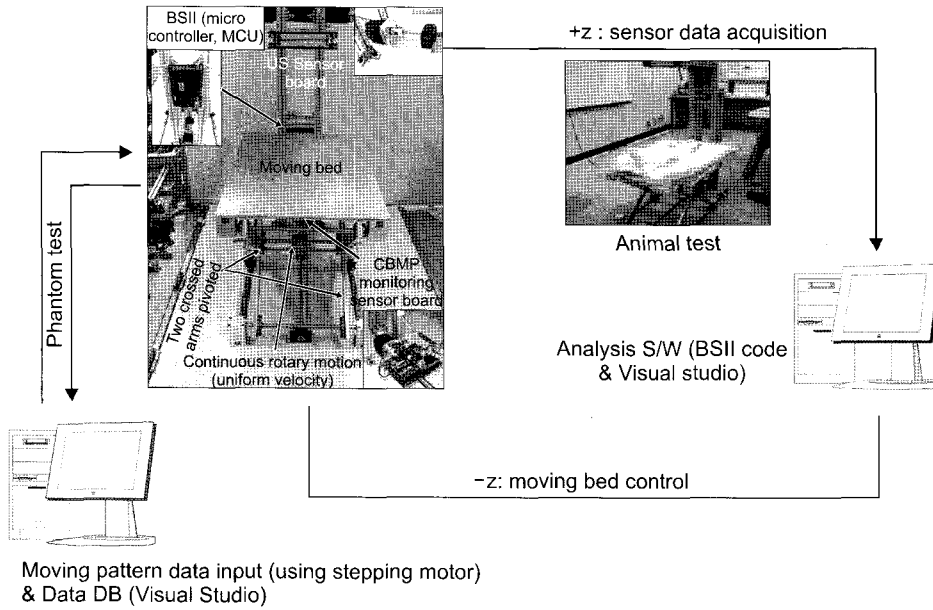 BSII (micro
controller, MCU)
US Sensor
board
+z : sensor data acquisition
Moving bed
Animal test
Phantom test
CBMP
monitoring
sensor board
Two crossed
arms pivoted
Continuous rotary motion
(uniform velocity)
Analysis S/W (BSII code
& Visual studio)
−z: moving bed control
Moving pattern data input (using stepping motor)
& Data DB (Visual Studio)